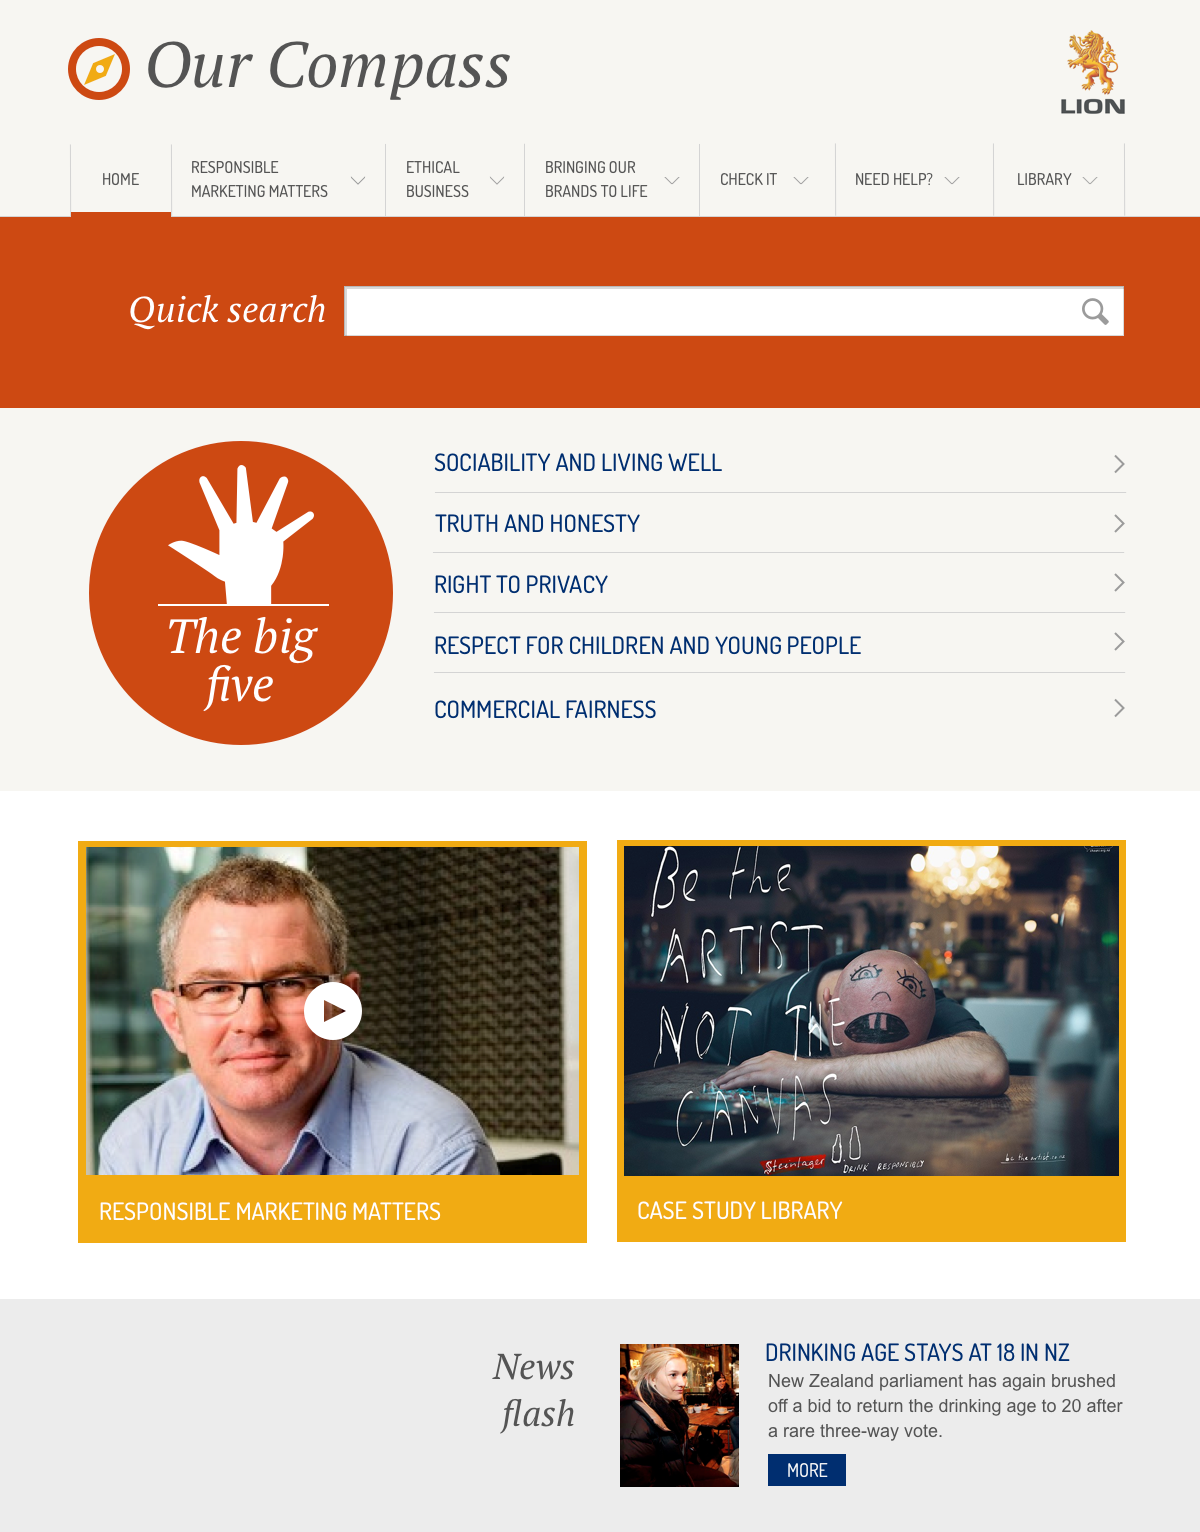 Our Compass
LION
HOME
RESPONSIBLE
MARKETING MATTERS
ETHICAL
BUSINESS
BRINGING OUR
BRANDS TO LIFE
CHECK IT
NEED HELP?
LIBRARY
Quick search
The big
five
SOCIABILITY AND LIVING WELL
TRUTH AND HONESTY
RIGHT TO PRIVACY
RESPECT FOR CHILDREN AND YOUNG PEOPLE
COMMERCIAL FAIRNESS
RESPONSIBLE MARKETING MATTERS
Be the
ARTIST
NOT THE
CANVAS
Steinlager
DRINK RESPONSIBLY
be the artist.co.nz
CASE STUDY LIBRARY
News
flash
DRINKING AGE STAYS AT 18 IN NZ
New Zealand parliament has again brushed
off a bid to return the drinking age to 20 after
a rare three-way vote.
MORE